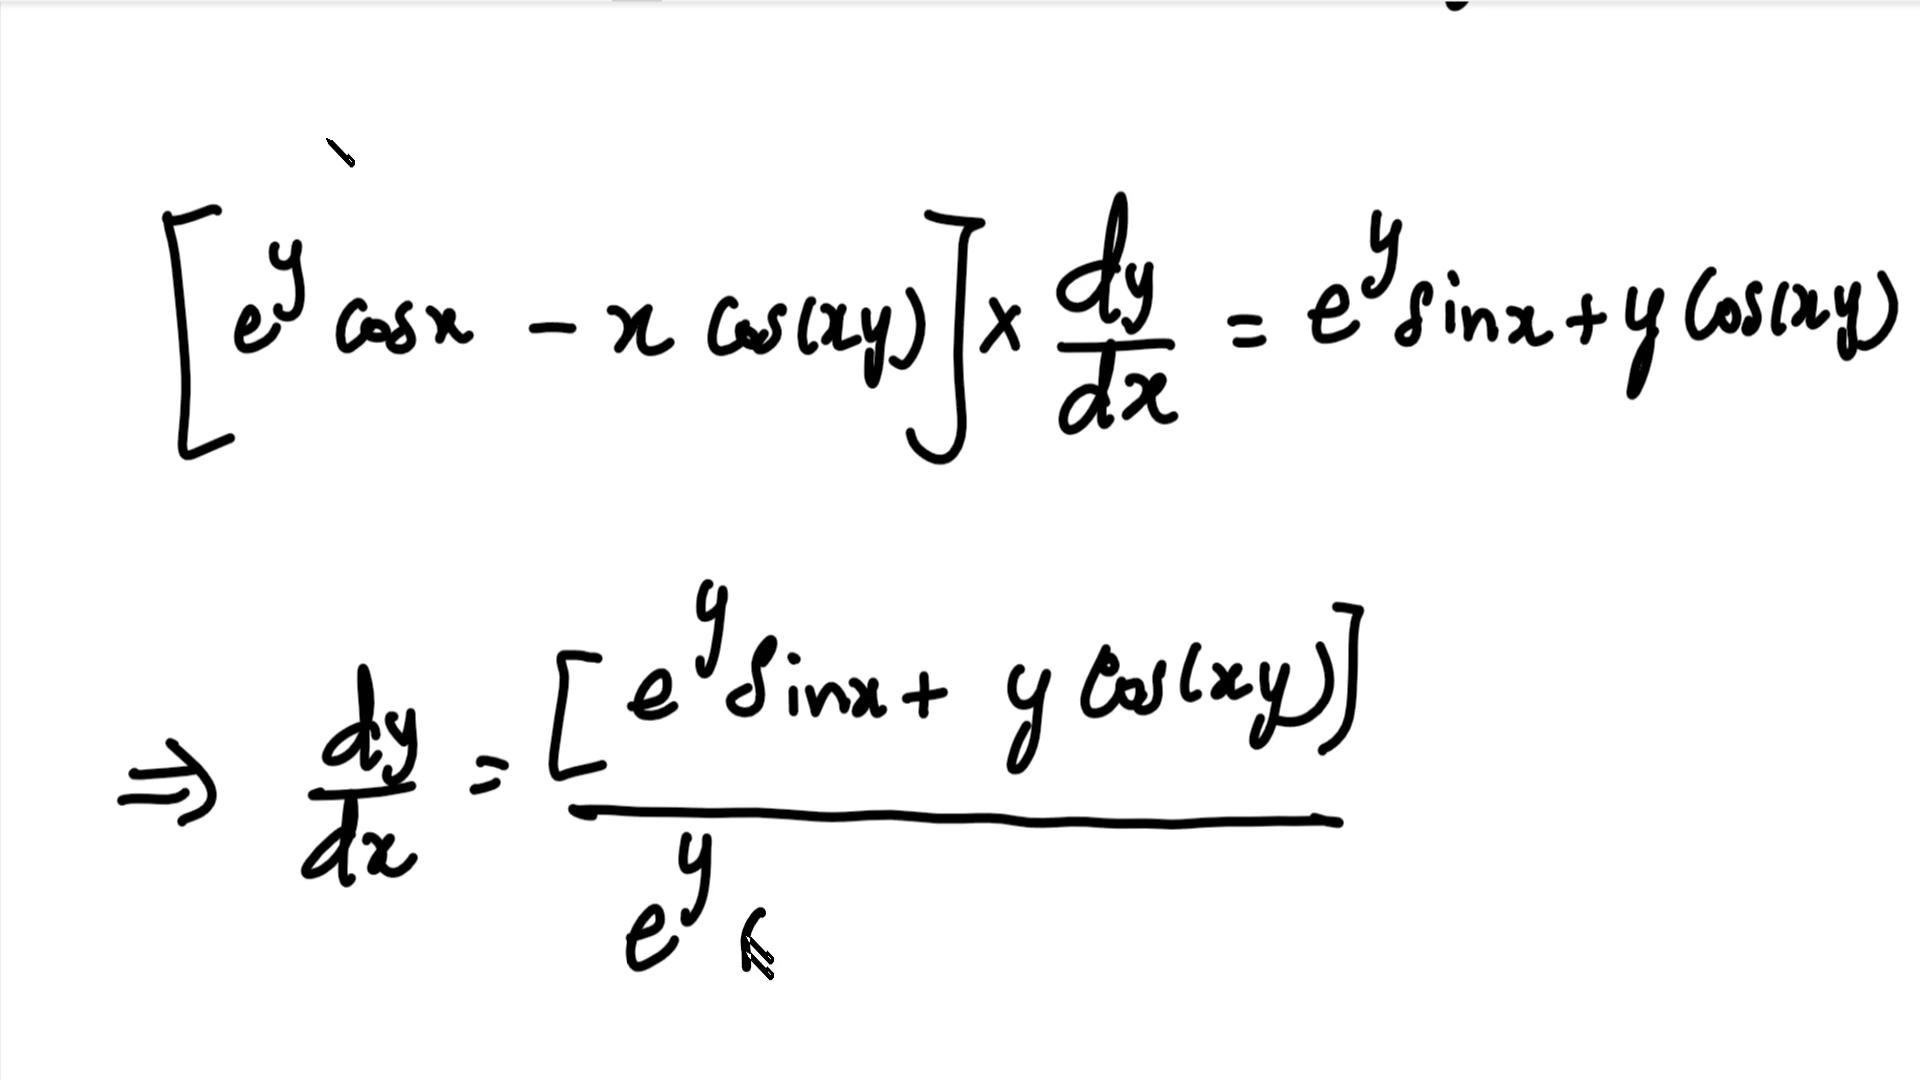 [e^y cos x - x cos(xy)] × dy/dx = e^y sin x + y cos(xy)
⇒ dy/dx = [e^y sin x + y cos(xy)] / e^y